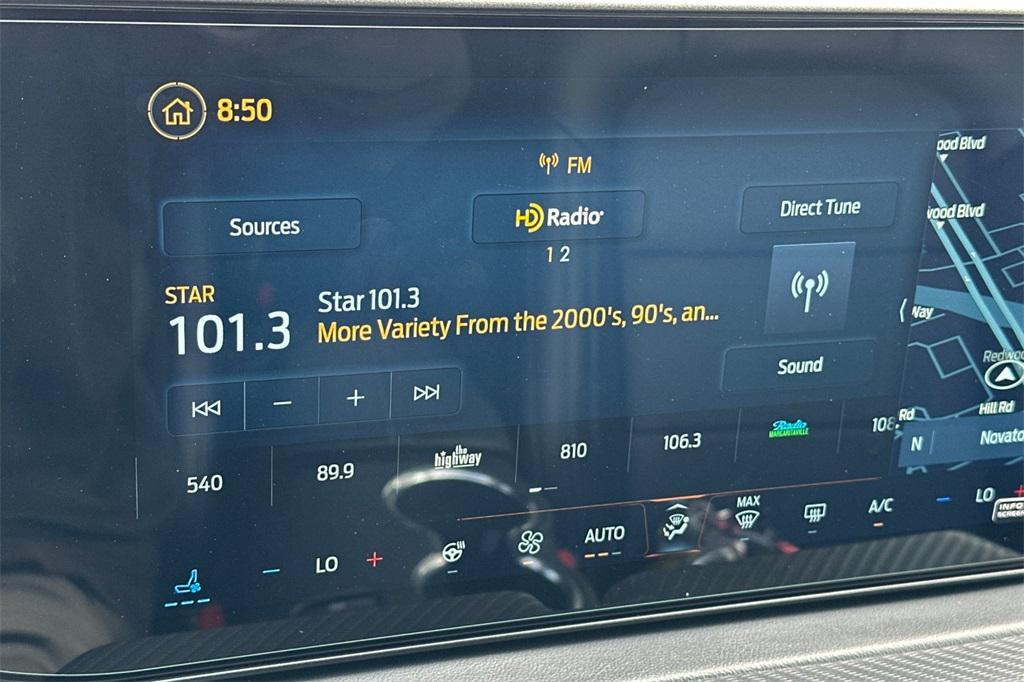 8:50
FM
Sources
HD Radio
Direct Tune
1 2
STAR
101.3
Star 101.3
More Variety From the 2000's, 90's, an...
Sound
540
89.9
the highway
810
106.3
Radio MARGARITAVILLE
108.
LO
AUTO
MAX
A/C
LO
INFO
SCREEN
ood Blvd
wood Blvd
Way
Redwoo
Hill Rd
Rd
N
Novato